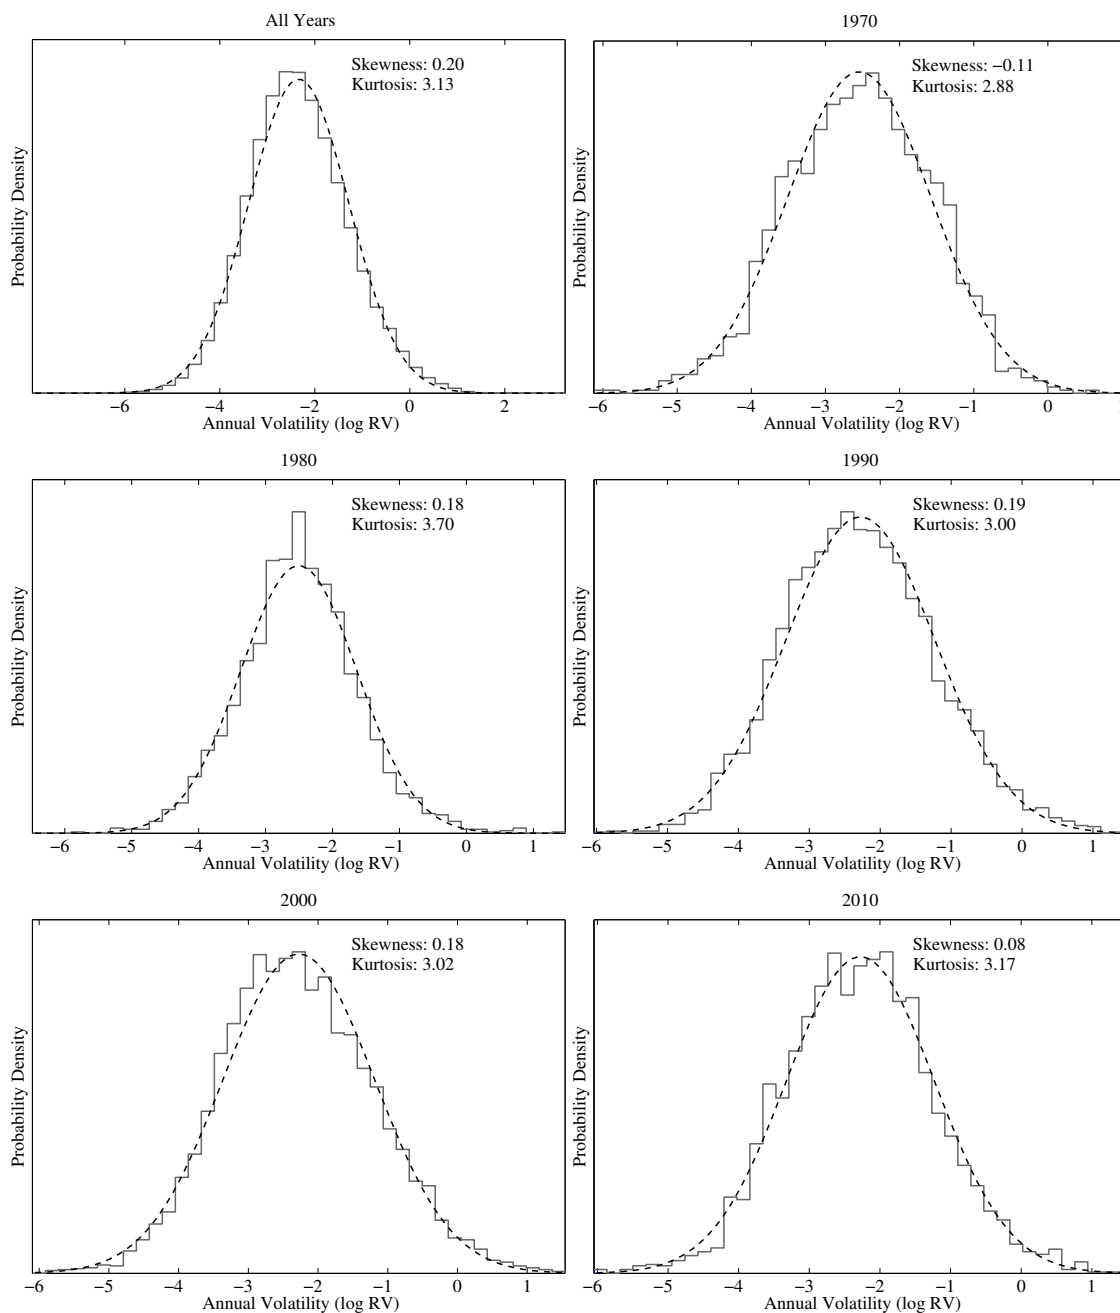 All Years
Skewness: 0.20
Kurtosis: 3.13
Probability Density
−6 −4 −2 0 2
Annual Volatility (log RV)
1970
Skewness: −0.11
Kurtosis: 2.88
Probability Density
−6 −5 −4 −3 −2 −1 0
Annual Volatility (log RV)
1980
Skewness: 0.18
Kurtosis: 3.70
Probability Density
−6 −5 −4 −3 −2 −1 0 1
Annual Volatility (log RV)
1990
Skewness: 0.19
Kurtosis: 3.00
Probability Density
−6 −5 −4 −3 −2 −1 0 1
Annual Volatility (log RV)
2000
Skewness: 0.18
Kurtosis: 3.02
Probability Density
−6 −5 −4 −3 −2 −1 0 1
Annual Volatility (log RV)
2010
Skewness: 0.08
Kurtosis: 3.17
Probability Density
−6 −5 −4 −3 −2 −1 0 1
Annual Volatility (log RV)